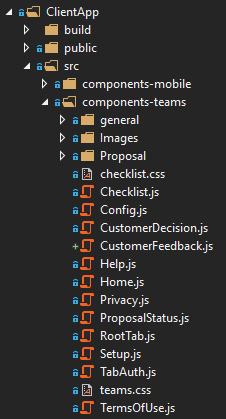 ClientApp
build
public
src
components-mobile
components-teams
general
Images
Proposal
checklist.css
Checklist.js
Config.js
CustomerDecision.js
CustomerFeedback.js
Help.js
Home.js
Privacy.js
ProposalStatus.js
RootTab.js
Setup.js
TabAuth.js
teams.css
TermsOfUse.js